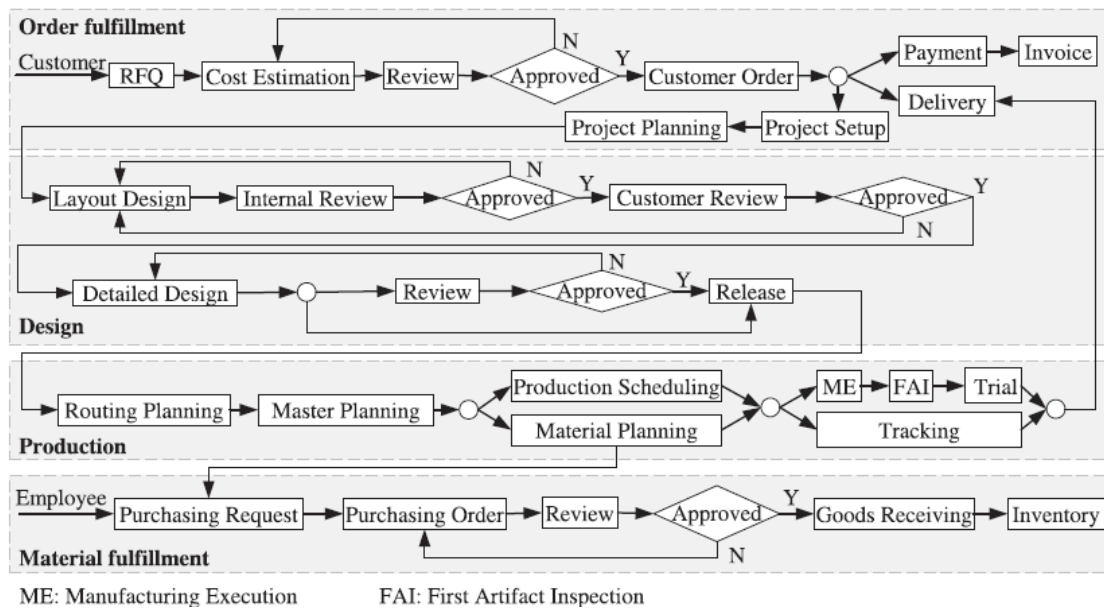 Order fulfillment
N
Customer
RFQ
Cost Estimation
Review
Approved
Y
Customer Order
Payment
Invoice
Delivery
Project Planning
Project Setup
N
Layout Design
Internal Review
Approved
Y
Customer Review
Approved
Y
N
N
Detailed Design
Review
Approved
Y
Release
Design
Production Scheduling
ME
FAI
Trial
Routing Planning
Master Planning
Material Planning
Tracking
Production
Employee
Purchasing Request
Purchasing Order
Review
Approved
Y
Goods Receiving
Inventory
N
Material fulfillment
ME: Manufacturing Execution
FAI: First Artifact Inspection